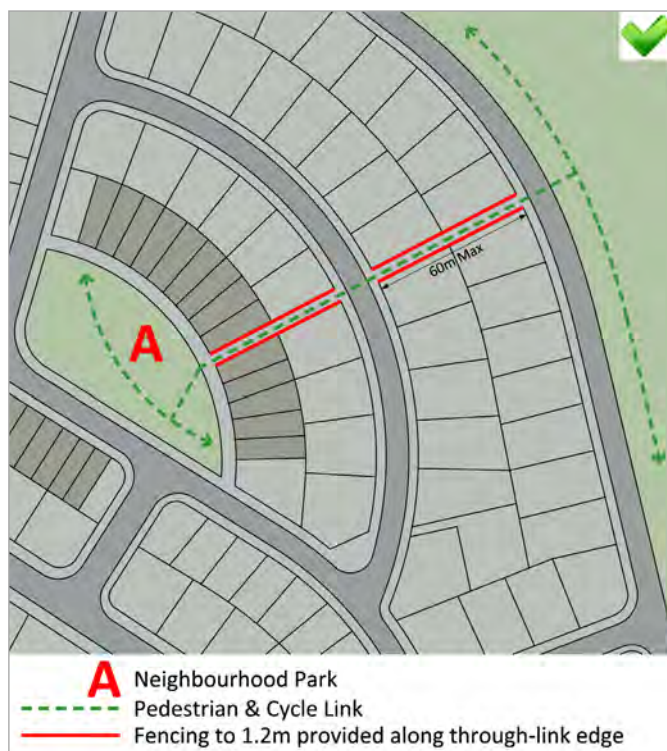 60m Max
A
A Neighbourhood Park
Pedestrian & Cycle Link
Fencing to 1.2m provided along through-link edge